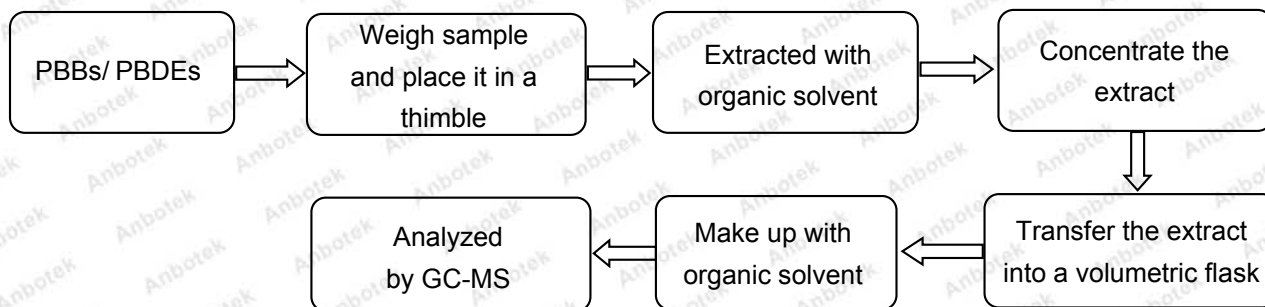 PBBs/ PBDEs
Weigh sample
and place it in a
thimble
Extracted with
organic solvent
Concentrate the
extract
Transfer the extract
into a volumetric flask
Make up with
organic solvent
Analyzed
by GC-MS
Anbotek